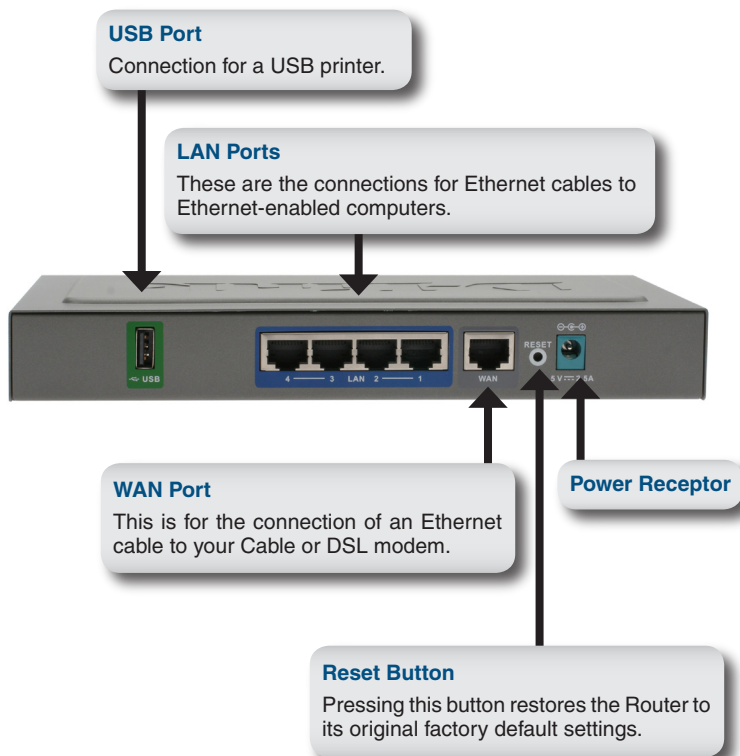 USB Port
Connection for a USB printer.
LAN Ports
These are the connections for Ethernet cables to
Ethernet-enabled computers.
USB
4 3 LAN 2 1
WAN
RESET
5 V 2.5A
WAN Port
This is for the connection of an Ethernet
cable to your Cable or DSL modem.
Power Receptor
Reset Button
Pressing this button restores the Router to
its original factory default settings.